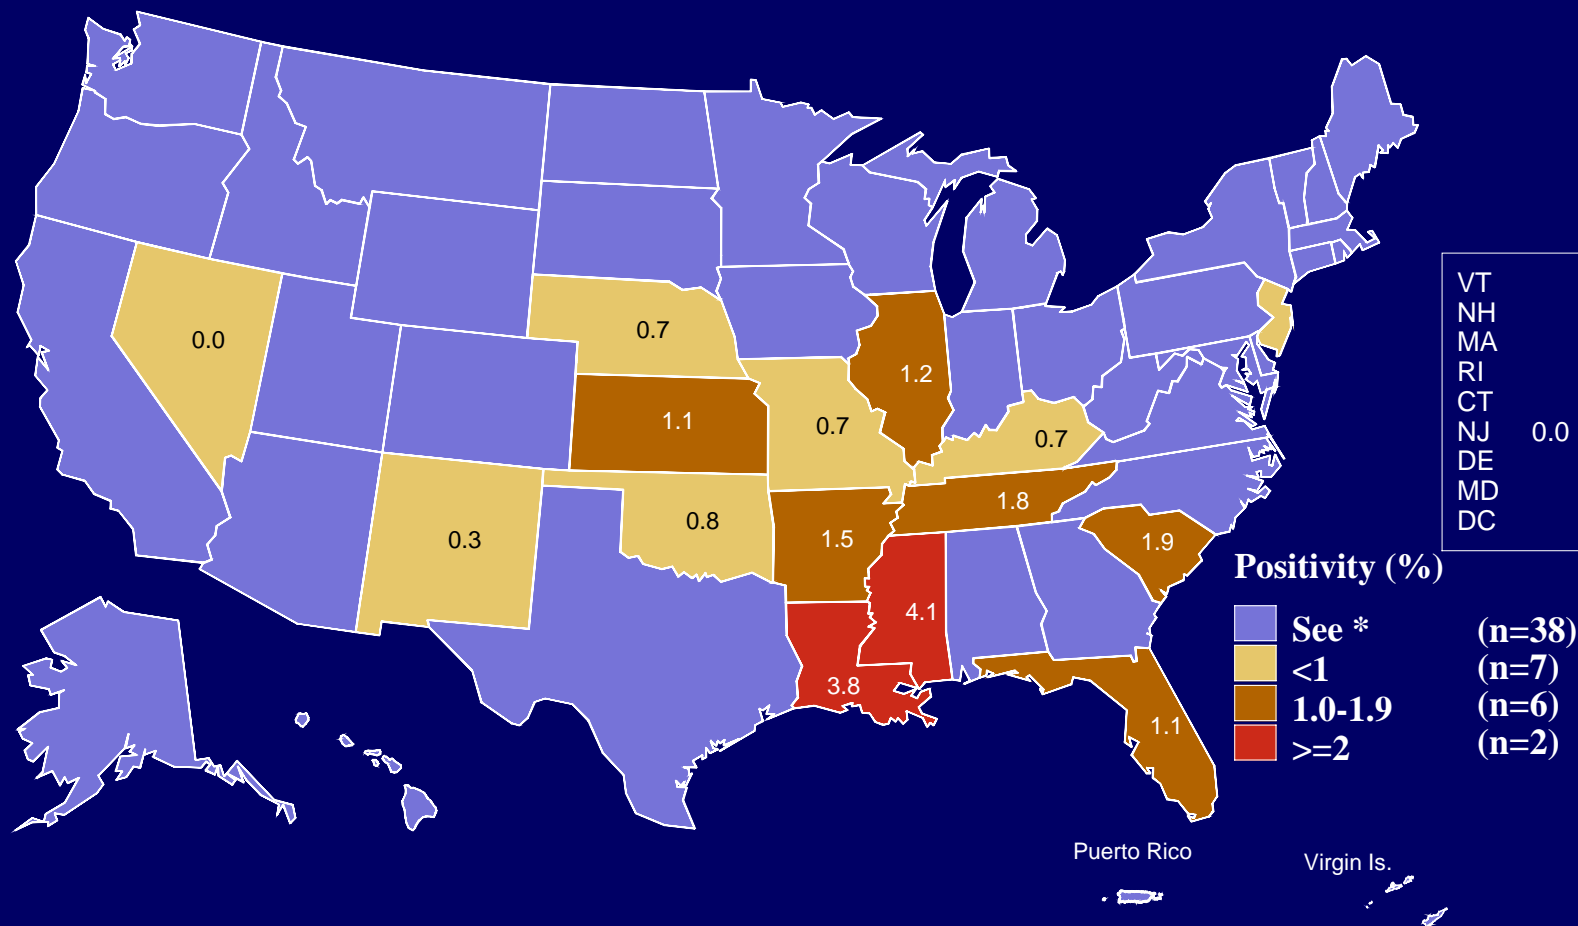 0.0
0.7
1.2
1.1
0.7
0.7
0.3
0.8
1.5
1.8
1.9
4.1
3.8
1.1
VT
NH
MA
RI
CT
NJ 0.0
DE
MD
DC
Positivity (%)
See * (n=38)
<1 (n=7)
1.0-1.9 (n=6)
>=2 (n=2)
Puerto Rico
Virgin Is.